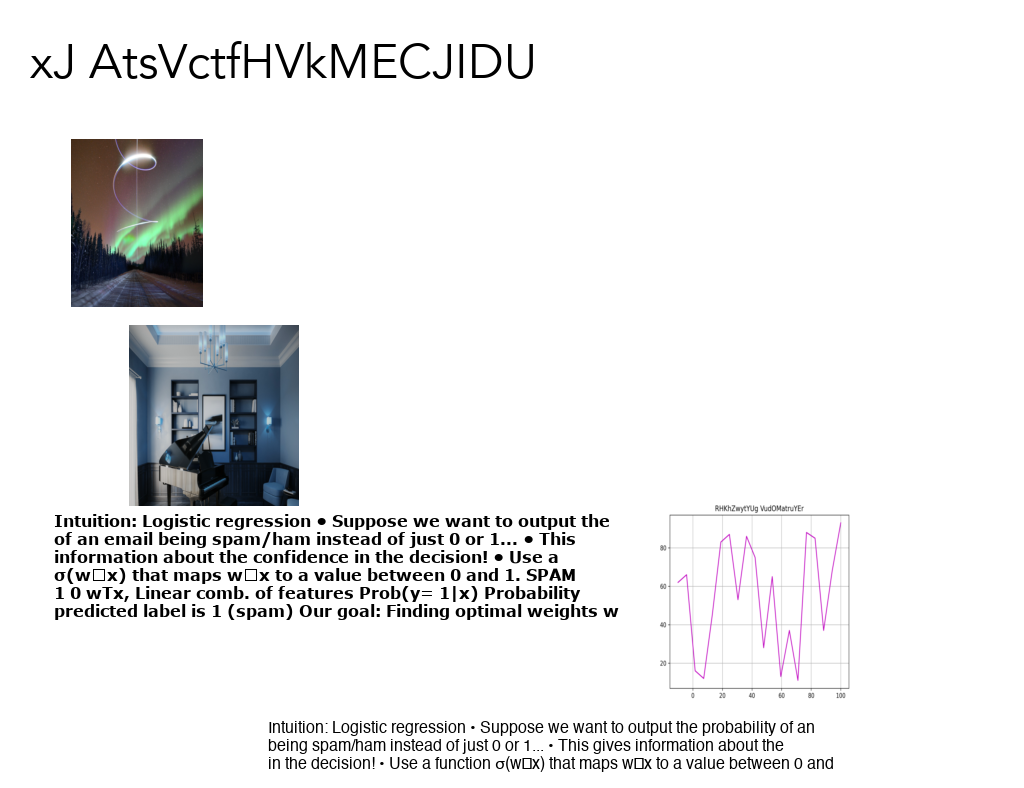 xJ AtsVctfHVkMECJIDU
Intuition: Logistic regression • Suppose we want to output the
of an email being spam/ham instead of just 0 or 1... • This
information about the confidence in the decision! • Use a
σ(w□x) that maps w□x to a value between 0 and 1. SPAM
1 0 wTx, Linear comb. of features Prob(y= 1|x) Probability
predicted label is 1 (spam) Our goal: Finding optimal weights w
RHKhZwytYUg VudOMatruYEr
80
60
40
20
0 20 40 60 80 100
Intuition: Logistic regression • Suppose we want to output the probability of an
being spam/ham instead of just 0 or 1... • This gives information about the
in the decision! • Use a function σ(w□x) that maps w□x to a value between 0 and